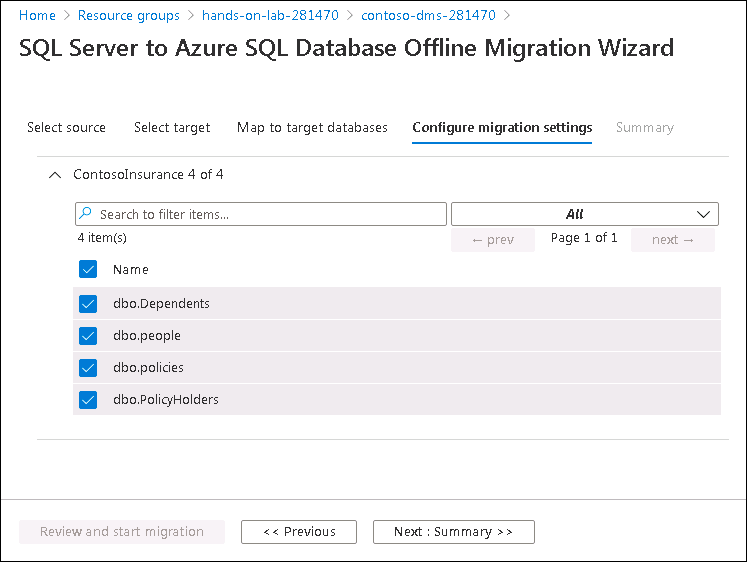 Home > Resource groups > hands-on-lab-281470 > contoso-dms-281470 >
SQL Server to Azure SQL Database Offline Migration Wizard
Select source Select target Map to target databases Configure migration settings Summary
ContosoInsurance 4 of 4
Search to filter items... All
4 item(s) ← prev Page 1 of 1 next →
Name
dbo.Dependents
dbo.people
dbo.policies
dbo.PolicyHolders
Review and start migration << Previous Next : Summary >>